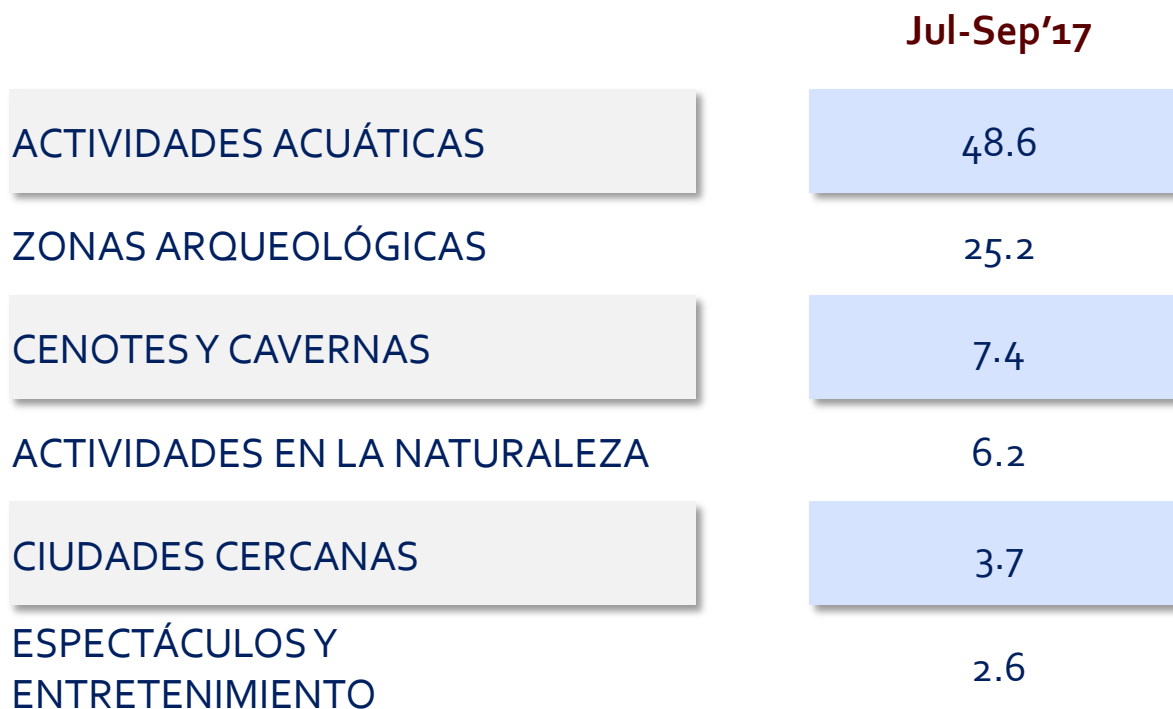 Jul-Sep’17
ACTIVIDADES ACUÁTICAS 48.6
ZONAS ARQUEOLÓGICAS 25.2
CENOTES Y CAVERNAS 7.4
ACTIVIDADES EN LA NATURALEZA 6.2
CIUDADES CERCANAS 3.7
ESPECTÁCULOS Y
ENTRETENIMIENTO 2.6